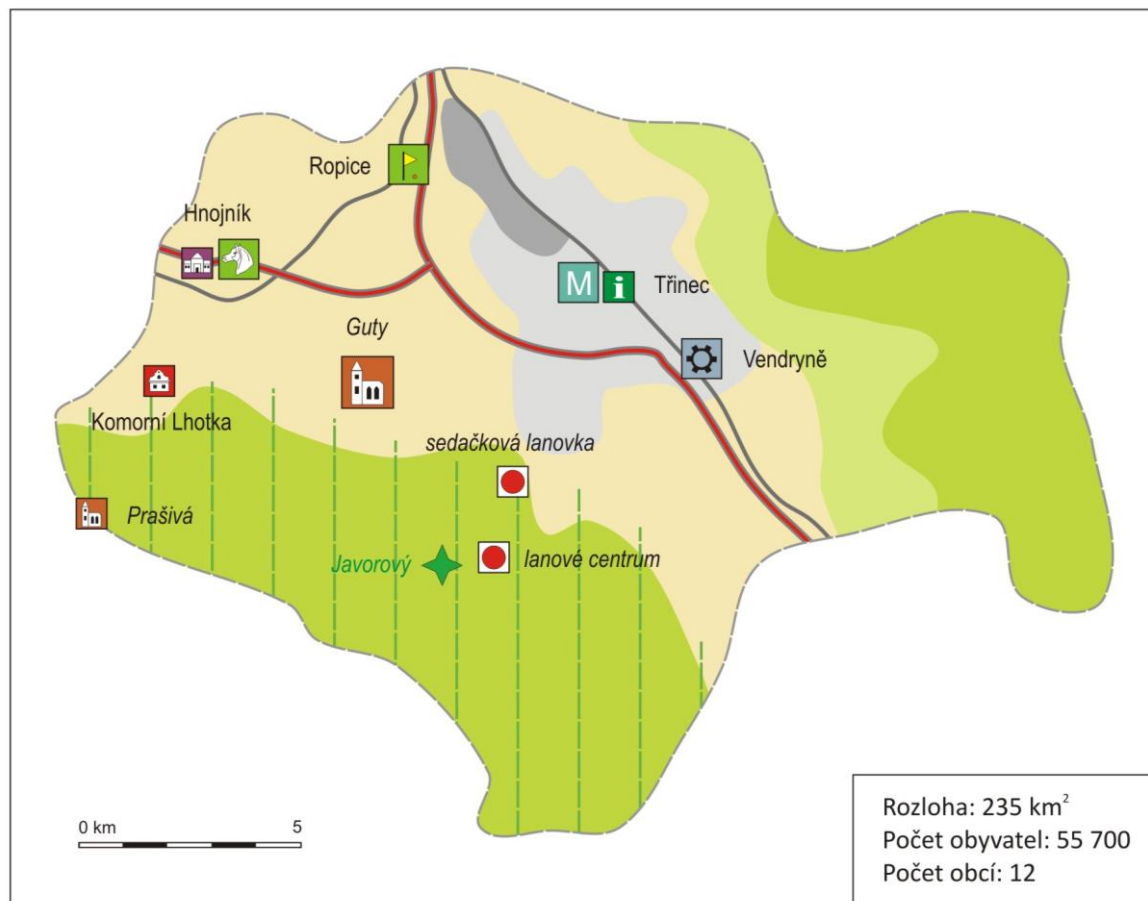 Ropice
Hnojník
M
i
Třinec
Guty
Vendryně
Komorní Lhotka
sedačková lanovka
Prašivá
Javorový
lanové centrum
0 km 5
Rozloha: 235 km²
Počet obyvatel: 55 700
Počet obcí: 12